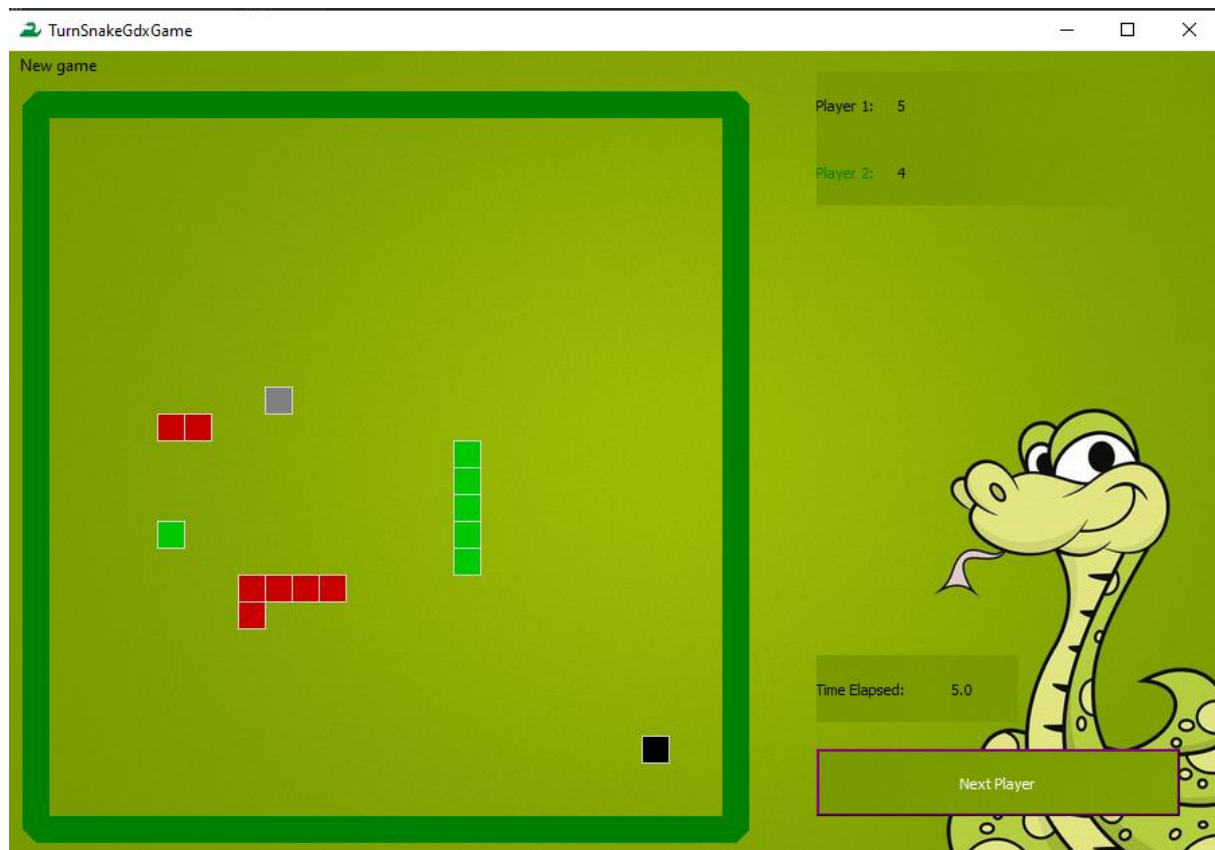 TurnSnakeGdxGame
New game
Player 1: 5
Player 2: 4
Time Elapsed: 5.0
Next Player